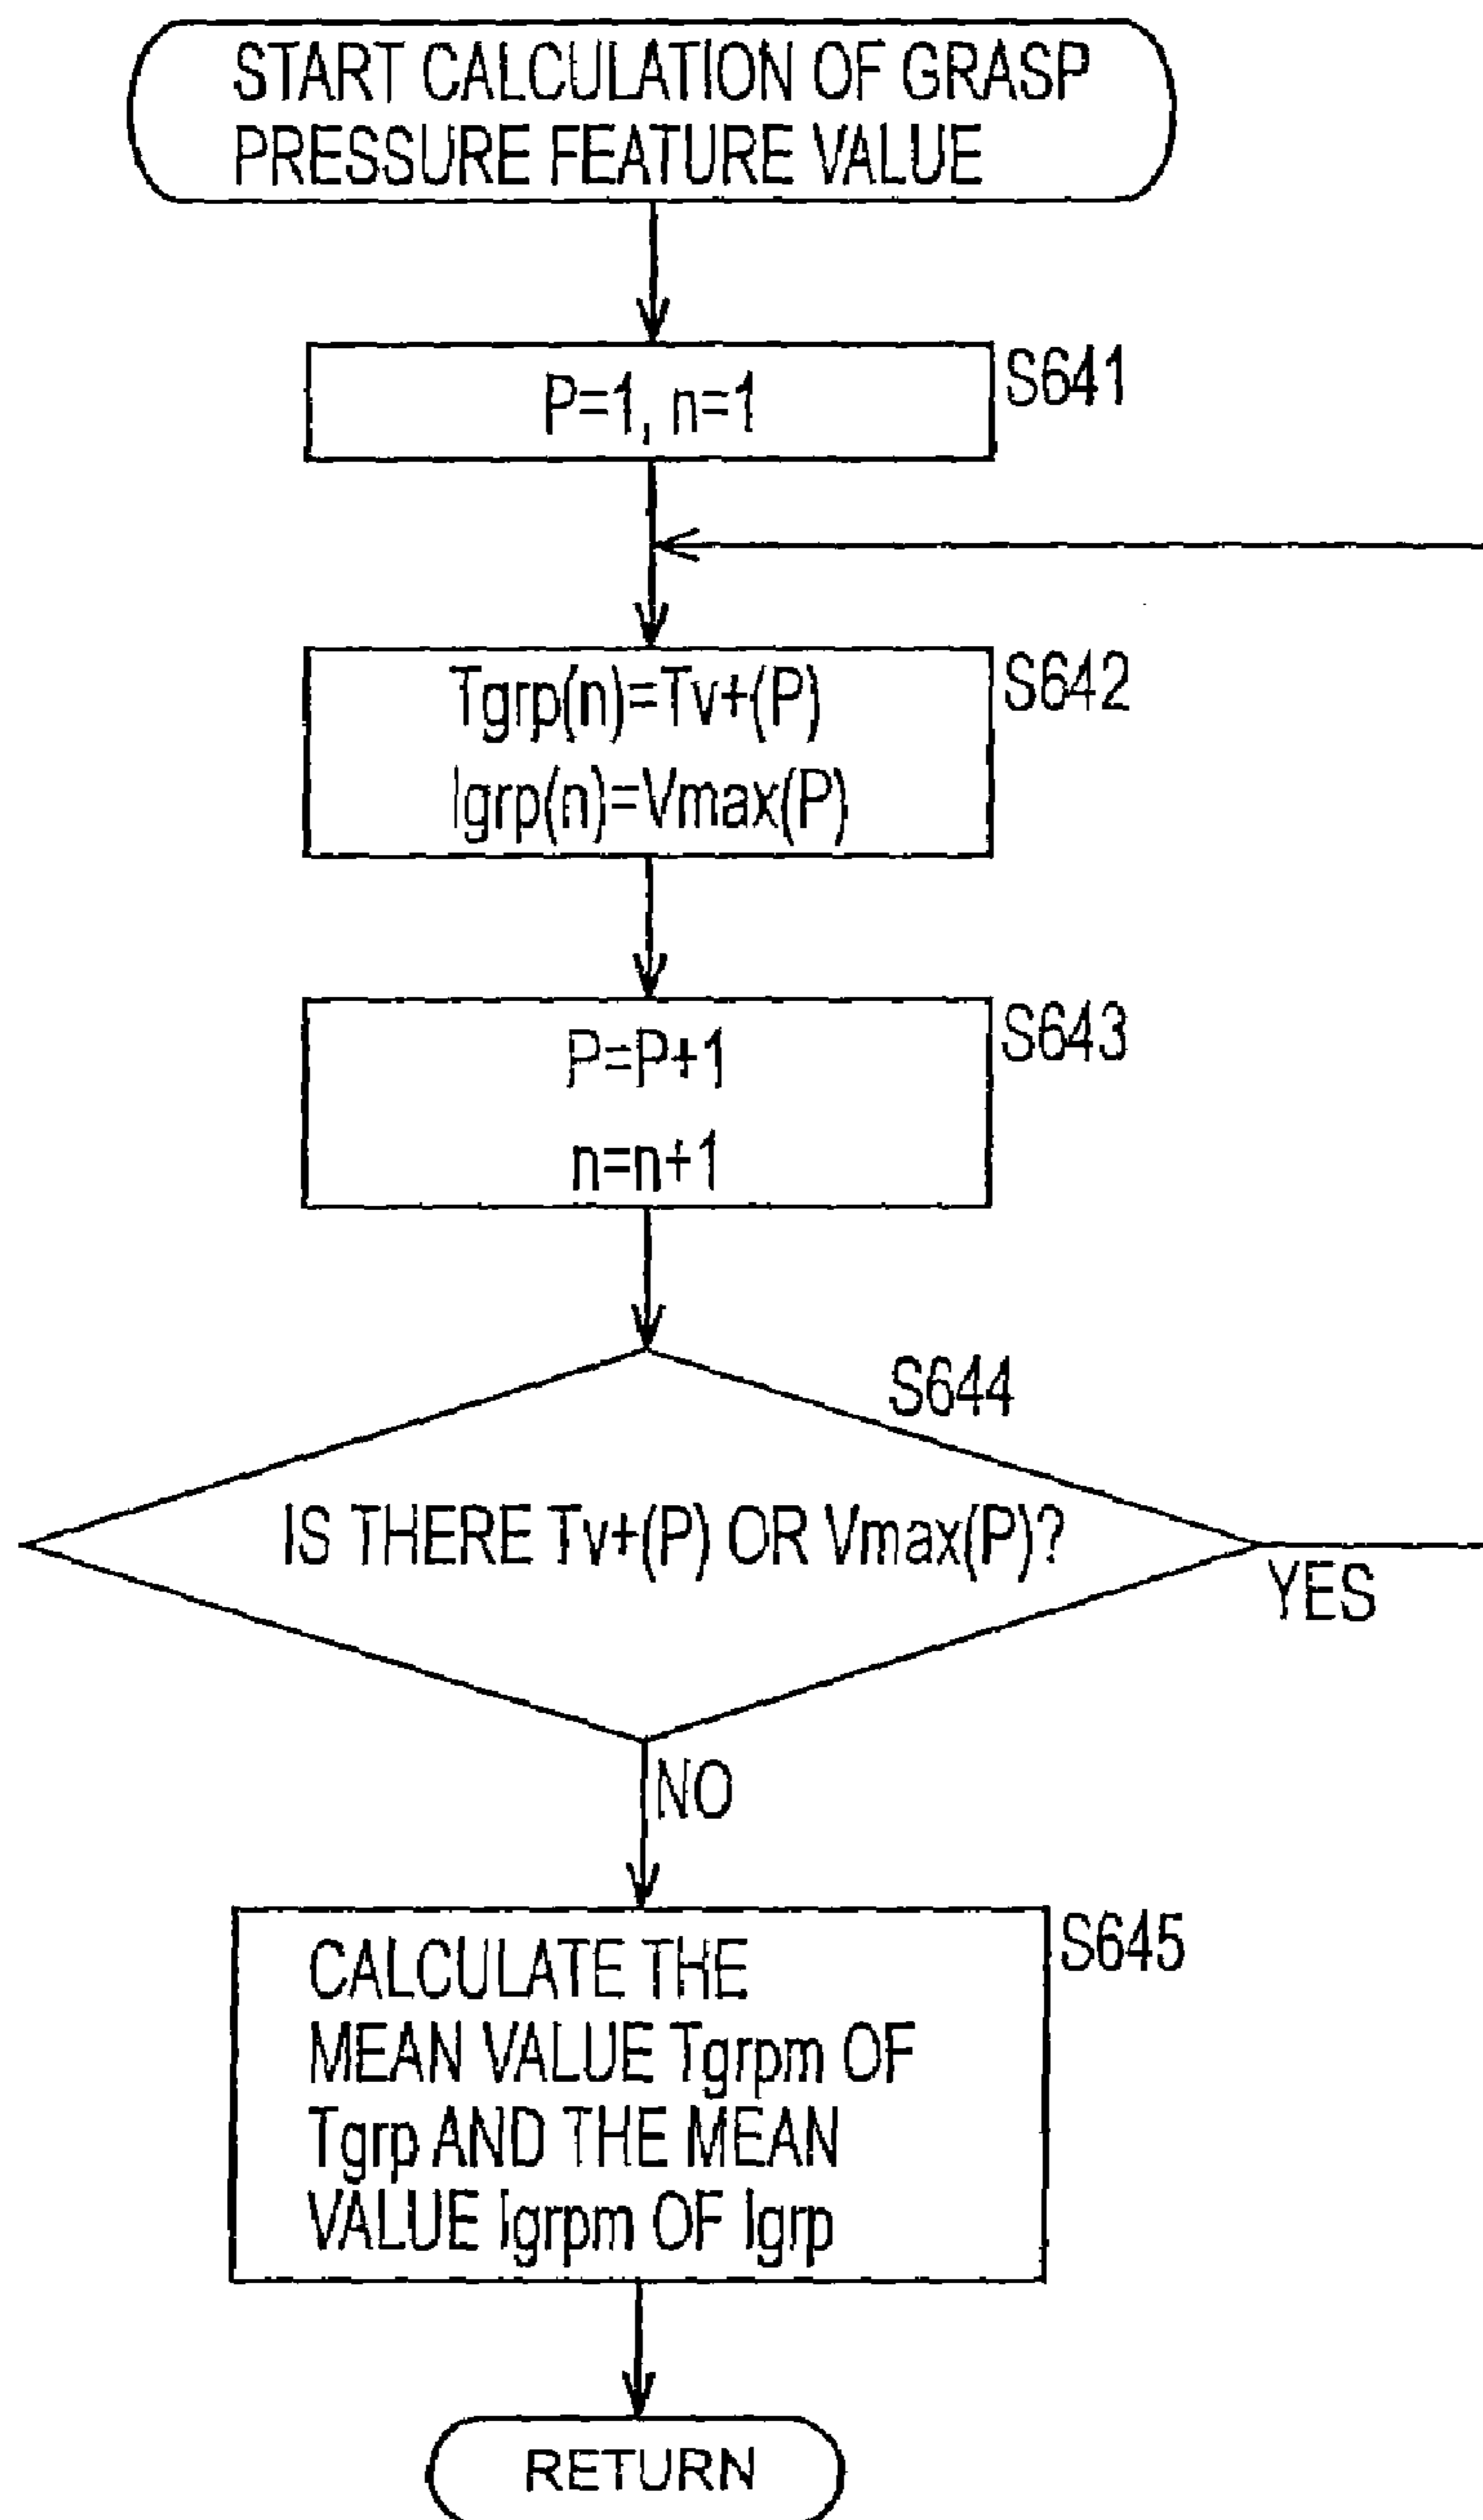 START CALCULATION OF GRASP
PRESSURE FEATURE VALUE
P=1, n=1
S641
Tgrp(n)=Tv+(P)
Igrp(n)=Vmax(P)
S642
P=P+1
n=n+1
S643
S644
IS THERE Tv+(P) OR Vmax(P)?
YES
NO
CALCULATE THE
MEAN VALUE Tgrpm OF
Tgrp AND THE MEAN
VALUE Igrpm OF Igrp
S645
RETURN